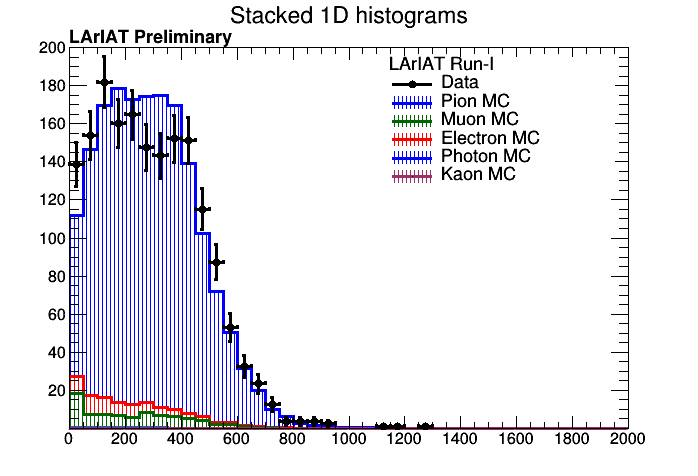 Stacked 1D histograms
LArIAT Preliminary
LArIAT Run-I
Data
Pion MC
Muon MC
Electron MC
Photon MC
Kaon MC
200
180
160
140
120
100
80
60
40
20
0 200 400 600 800 1000 1200 1400 1600 1800 2000